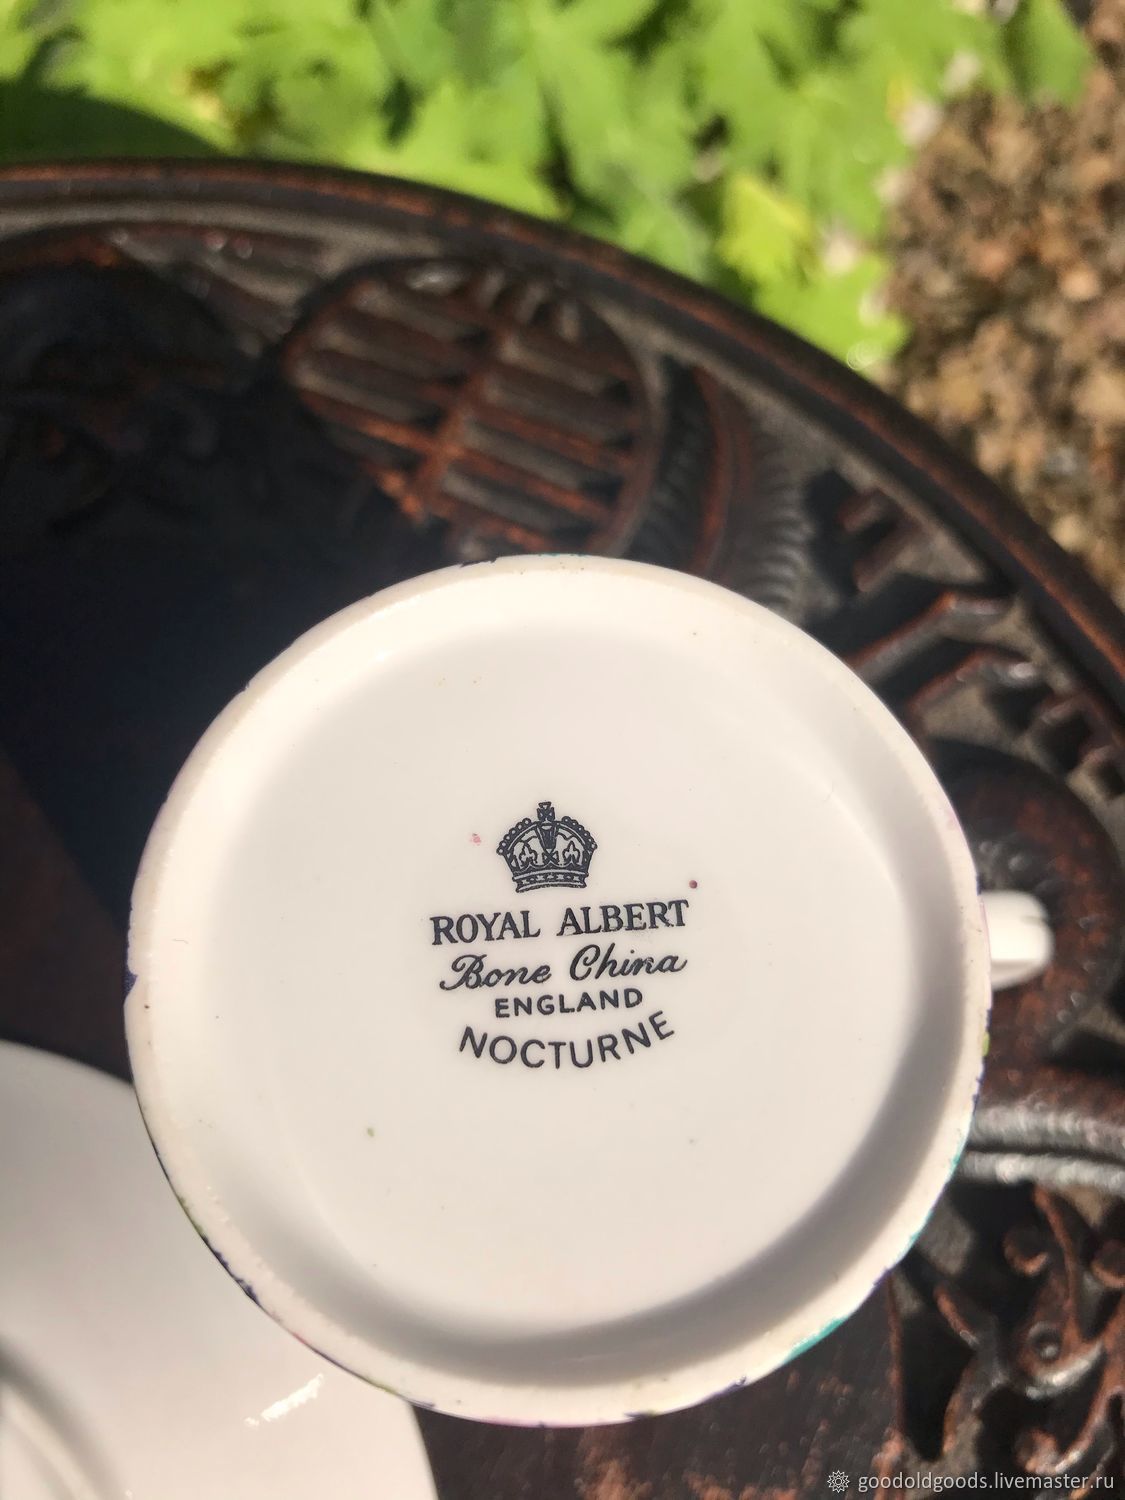 ROYAL ALBERT
Bone China
ENGLAND
NOCTURNE
goodoldgoods.livemaster.ru